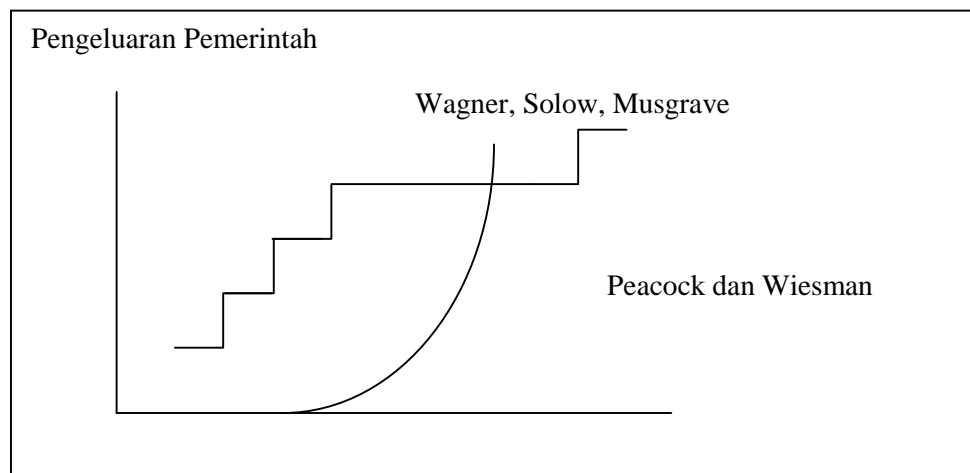 Pengeluaran Pemerintah
Wagner, Solow, Musgrave
Peacock dan Wiesman